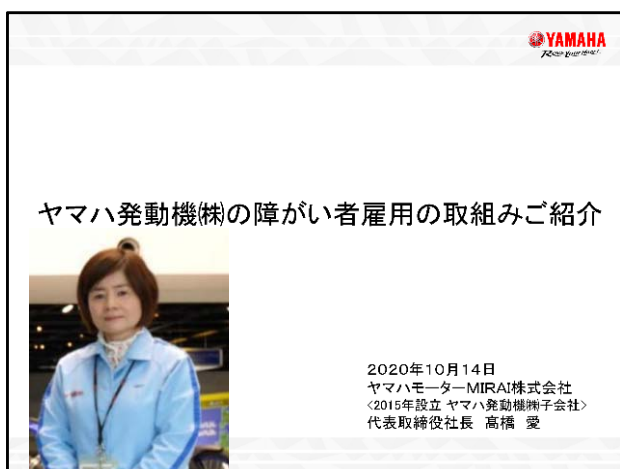 YAMAHA
Revs your Heart
ヤマハ発動機㈱の障がい者雇用の取組みご紹介
2020年10月14日
ヤマハモーターMIRAI株式会社
<2015年設立 ヤマハ発動機㈱子会社>
代表取締役社長 高橋 愛